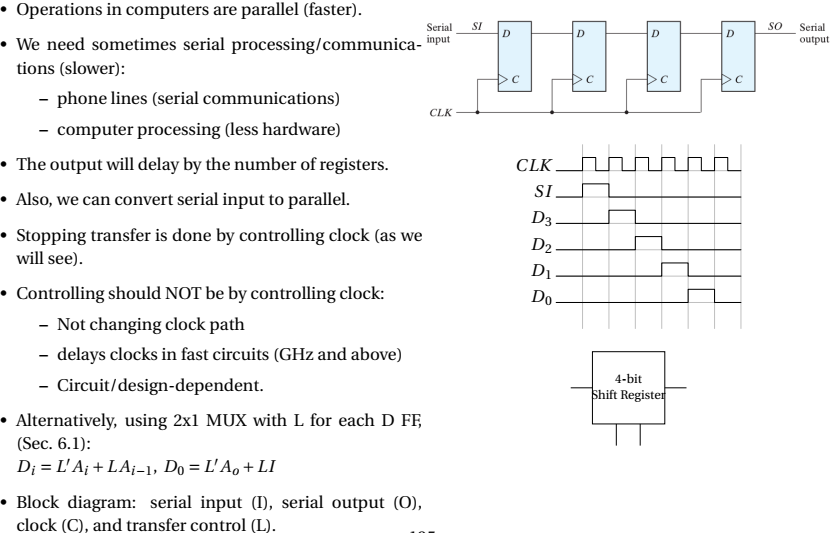 • Operations in computers are parallel (faster).
• We need sometimes serial processing/communica-
tions (slower):
– phone lines (serial communications)
– computer processing (less hardware)
• The output will delay by the number of registers.
• Also, we can convert serial input to parallel.
• Stopping transfer is done by controlling clock (as we
will see).
• Controlling should NOT be by controlling clock:
– Not changing clock path
– delays clocks in fast circuits (GHz and above)
– Circuit/design-dependent.
• Alternatively, using 2x1 MUX with L for each D FF,
(Sec. 6.1):
D_i = L′A_i + LA_{i−1}, D_0 = L′A_o + LI
• Block diagram: serial input (I), serial output (O),
clock (C), and transfer control (L).
Serial
input
SI
D
D
D
D
SO
Serial
output
C
C
C
C
CLK
CLK
SI
D_3
D_2
D_1
D_0
4-bit
Shift Register